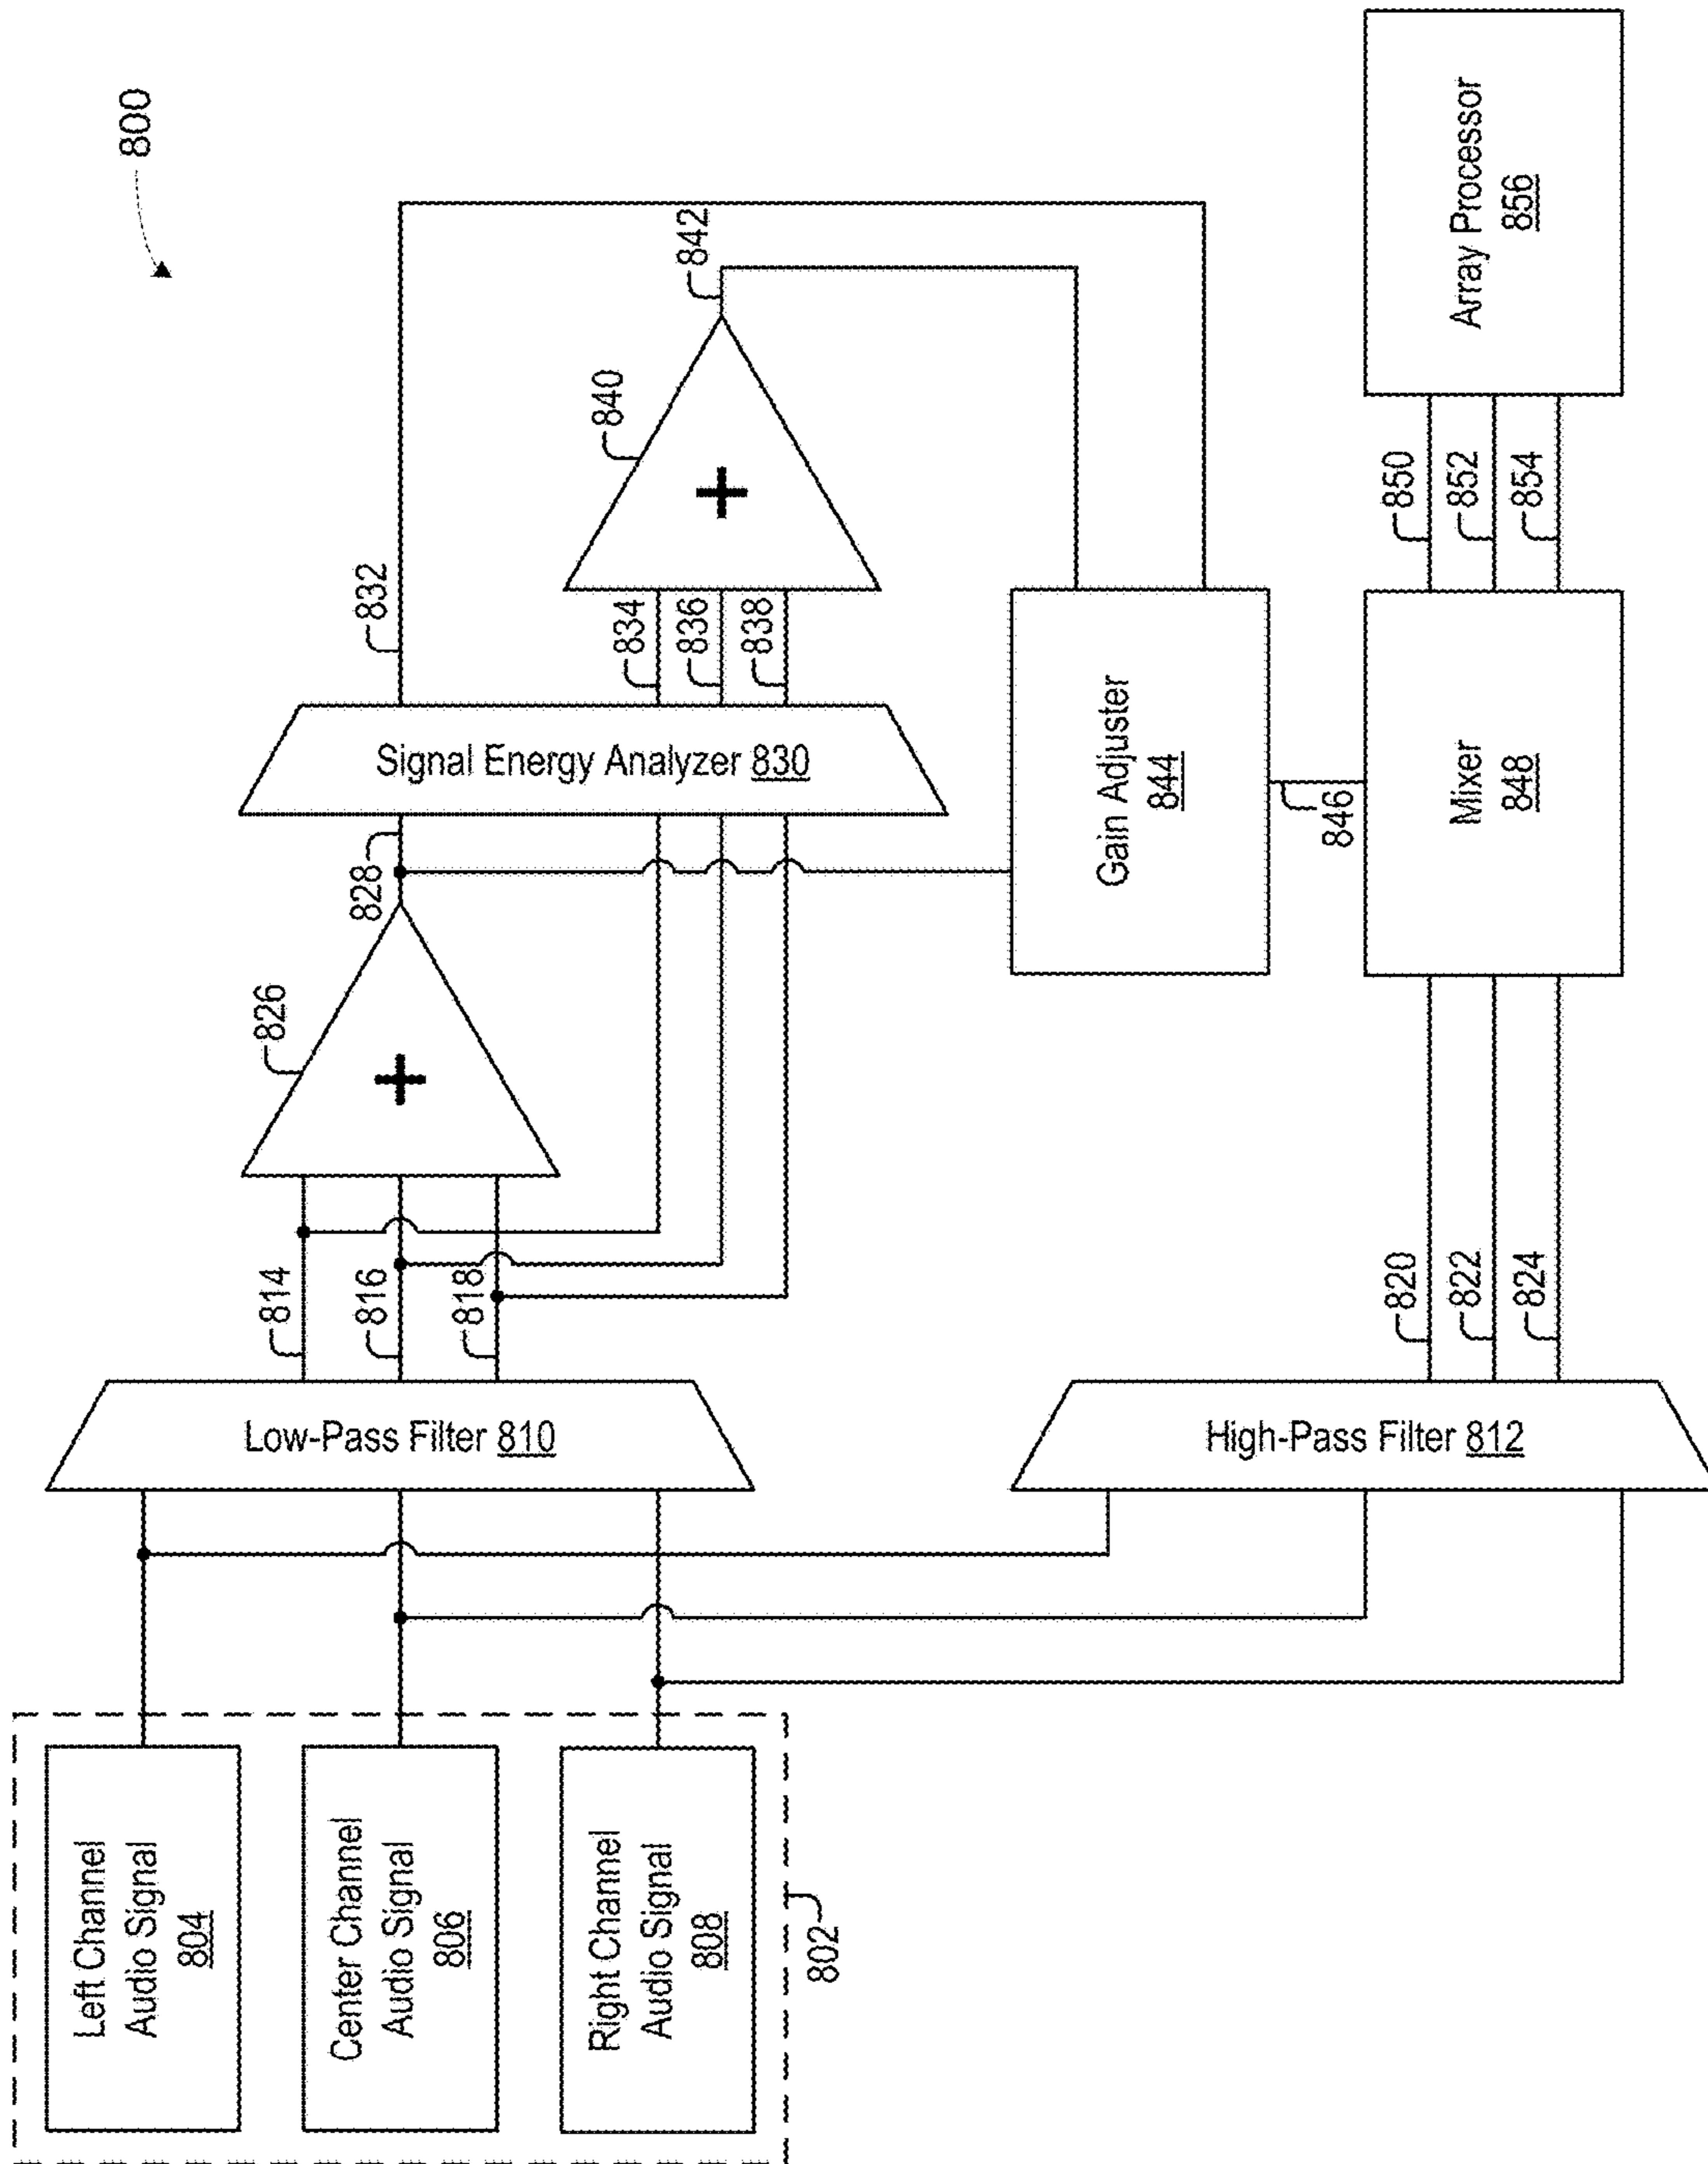 800
Left Channel
Audio Signal
804
Center Channel
Audio Signal
806
Right Channel
Audio Signal
808
802
Low-Pass Filter 810
High-Pass Filter 812
814
816
818
820
822
824
826
828
Signal Energy Analyzer 830
832
834
836
838
840
842
Gain Adjuster
844
846
Mixer
848
850
852
854
Array Processor
856